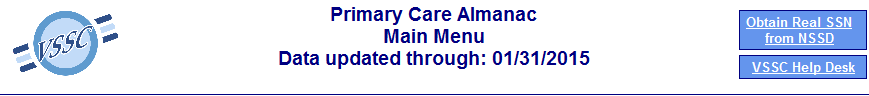 VSSC
Primary Care Almanac
Main Menu
Data updated through: 01/31/2015
Obtain Real SSN
from NSSD
VSSC Help Desk